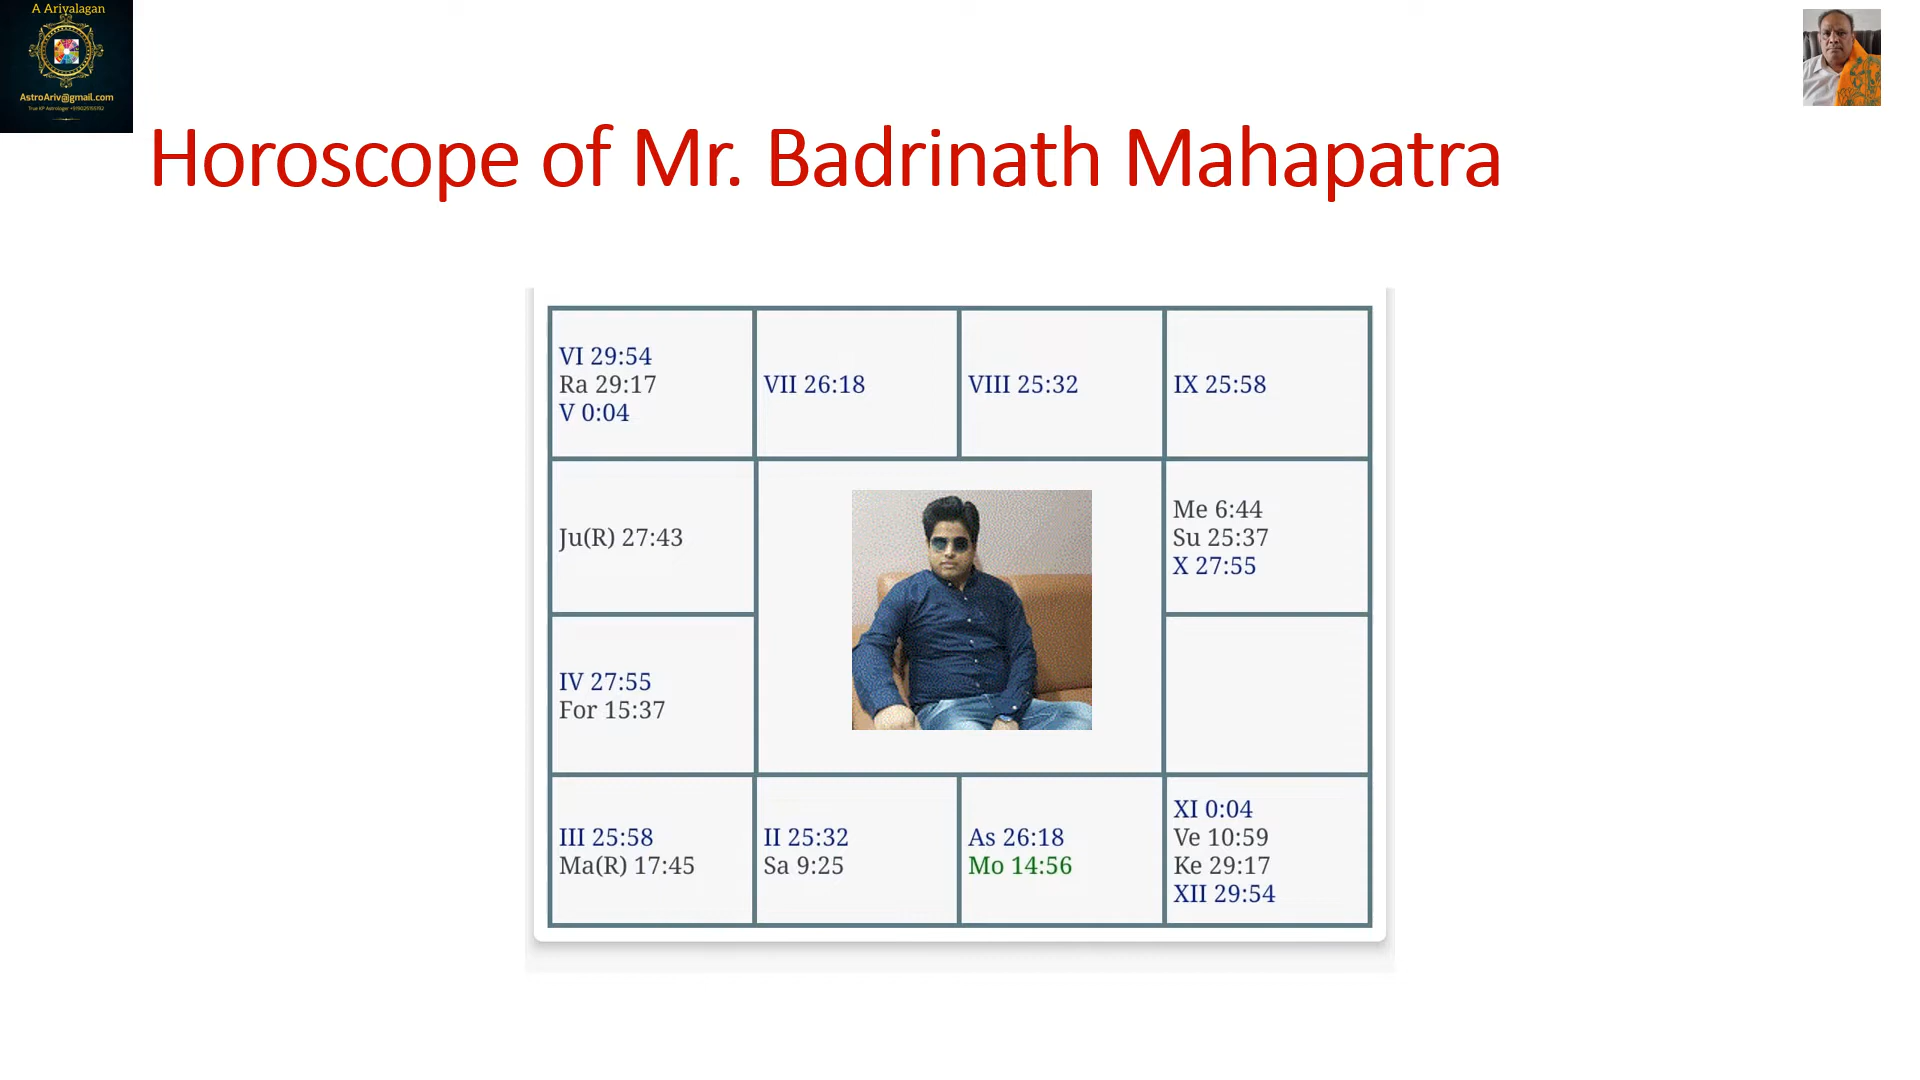 A Ariyalagan
AstroAriv@gmail.com
Horoscope of Mr. Badrinath Mahapatra
VI 29:54
Ra 29:17
V 0:04
VII 26:18
VIII 25:32
IX 25:58
Ju(R) 27:43
Me 6:44
Su 25:37
X 27:55
IV 27:55
For 15:37
III 25:58
Ma(R) 17:45
II 25:32
Sa 9:25
As 26:18
Mo 14:56
XI 0:04
Ve 10:59
Ke 29:17
XII 29:54